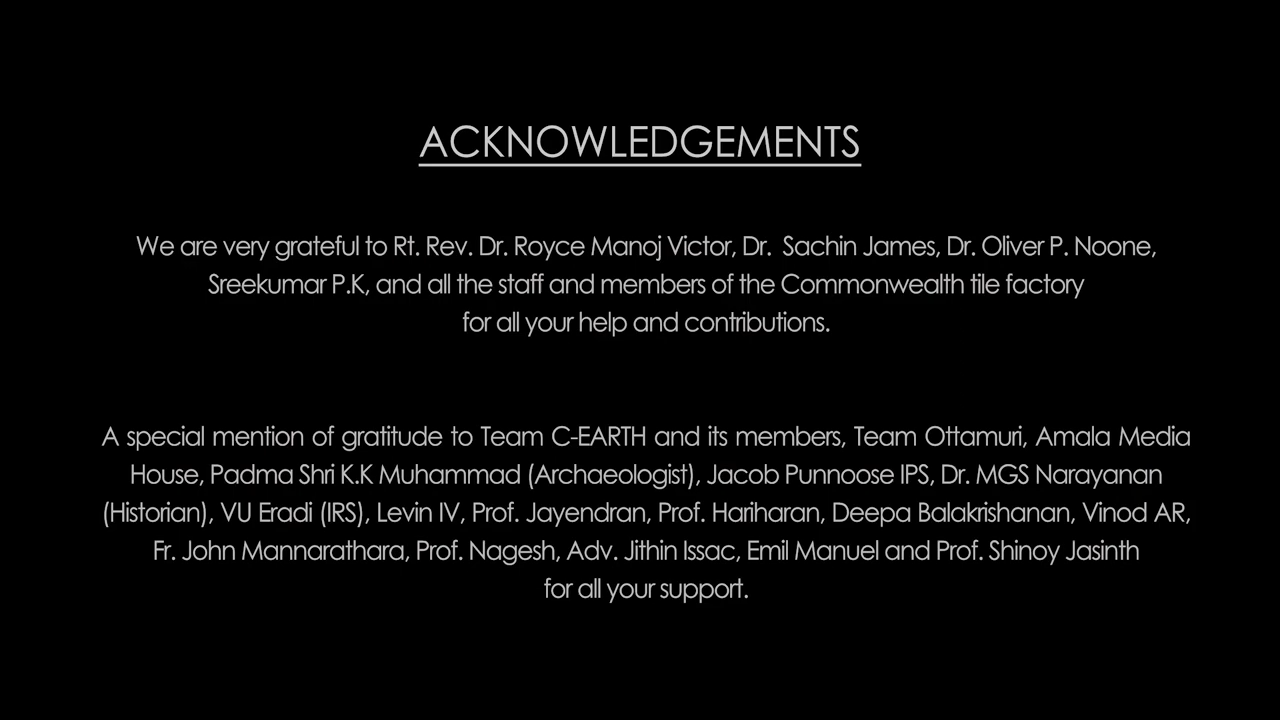 ACKNOWLEDGEMENTS
We are very grateful to Rt. Rev. Dr. Royce Manoj Victor, Dr.  Sachin James, Dr. Oliver P. Noone,
Sreekumar P.K, and all the staff and members of the Commonwealth tile factory
for all your help and contributions.
A special mention of gratitude to Team C-EARTH and its members, Team Ottamuri, Amala Media
House, Padma Shri K.K Muhammad (Archaeologist), Jacob Punnoose IPS, Dr. MGS Narayanan
(Historian), VU Eradi (IRS), Levin IV, Prof. Jayendran, Prof. Hariharan, Deepa Balakrishanan, Vinod AR,
Fr. John Mannarathara, Prof. Nagesh, Adv. Jithin Issac, Emil Manuel and Prof. Shinoy Jasinth
for all your support.